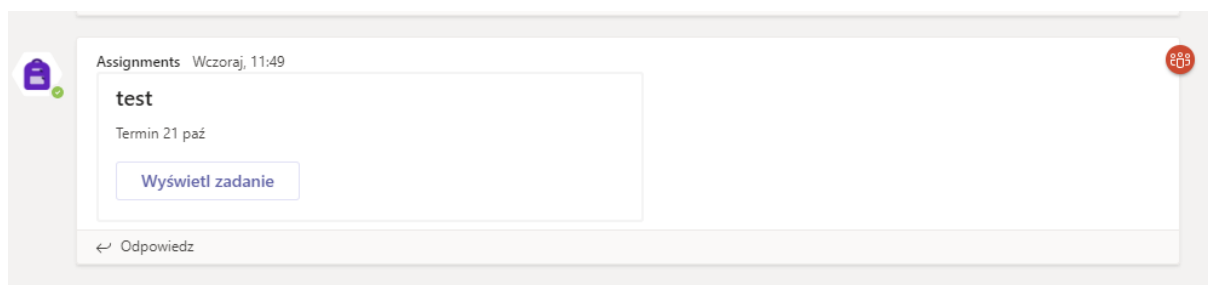 Assignments Wczoraj, 11:49
test
Termin 21 paź
Wyświetl zadanie
Odpowiedz